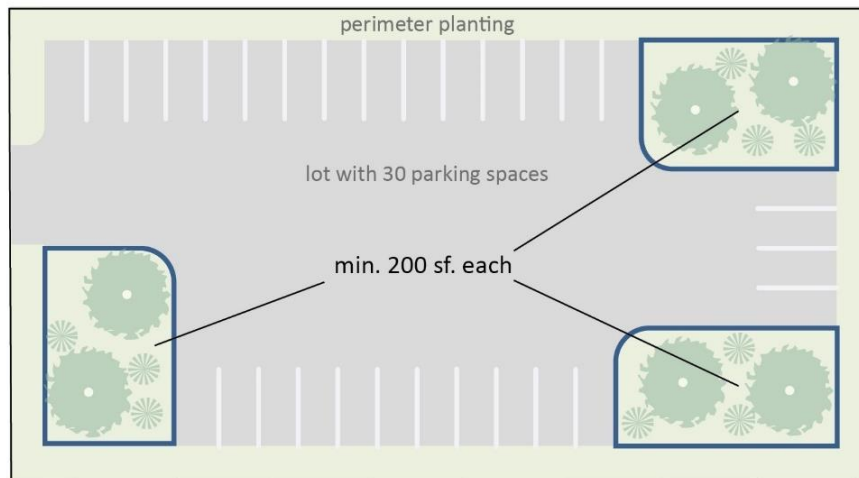 perimeter planting
lot with 30 parking spaces
min. 200 sf. each